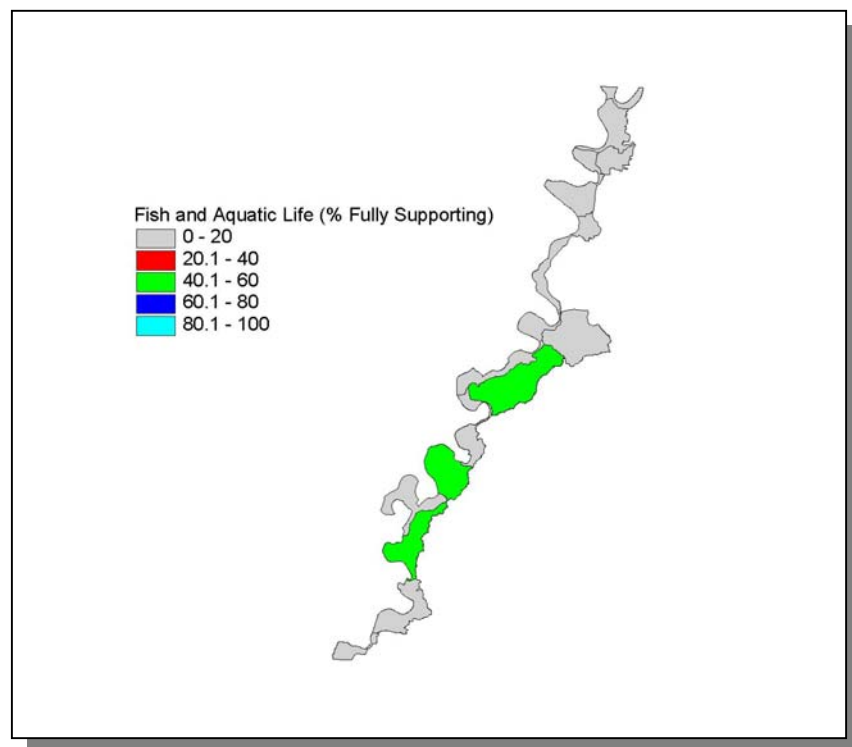 Fish and Aquatic Life (% Fully Supporting)
0 - 20
20.1 - 40
40.1 - 60
60.1 - 80
80.1 - 100